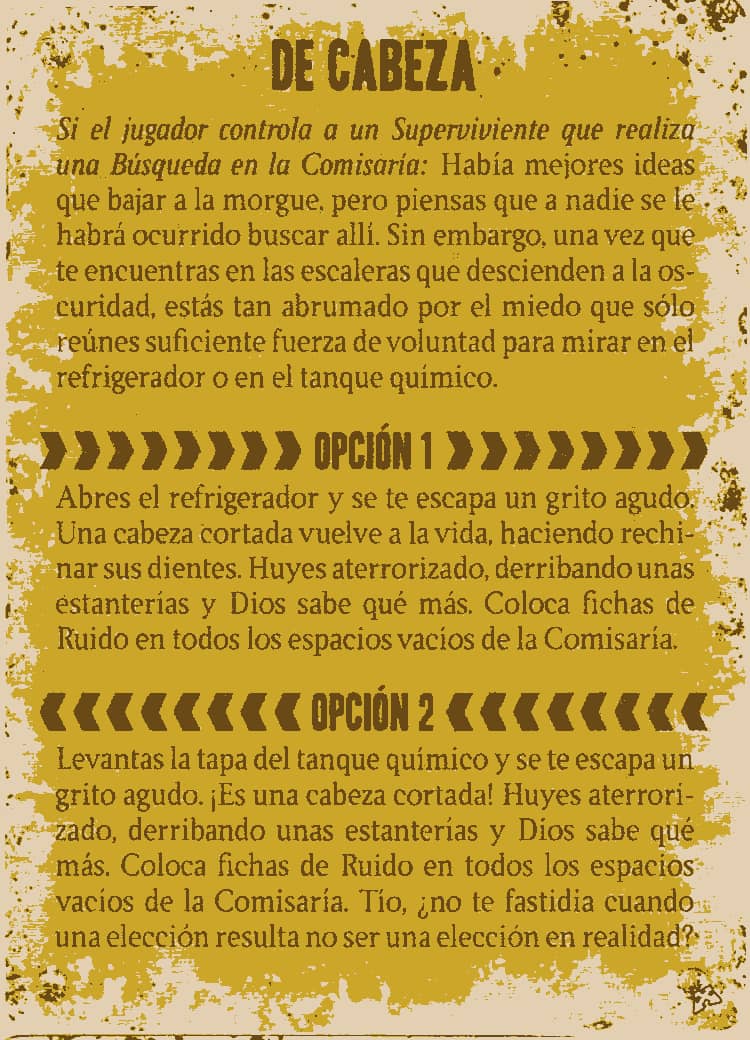 DE CABEZA
Si el jugador controla a un Superviviente que realiza
una Búsqueda en la Comisaría: Había mejores ideas
que bajar a la morgue, pero piensas que a nadie se le
habrá ocurrido buscar allí. Sin embargo, una vez que
te encuentras en las escaleras que descienden a la os-
curidad, estás tan abrumado por el miedo que sólo
reúnes suficiente fuerza de voluntad para mirar en el
refrigerador o en el tanque químico.
OPCIÓN 1
Abres el refrigerador y se te escapa un grito agudo.
Una cabeza cortada vuelve a la vida, haciendo rechi-
nar sus dientes. Huyes aterrorizado, derribando unas
estanterías y Dios sabe qué más. Coloca fichas de
Ruido en todos los espacios vacíos de la Comisaría.
OPCIÓN 2
Levantas la tapa del tanque químico y se te escapa un
grito agudo. ¡Es una cabeza cortada! Huyes aterrori-
zado, derribando unas estanterías y Dios sabe qué
más. Coloca fichas de Ruido en todos los espacios
vacíos de la Comisaría. Tío, ¿no te fastidia cuando
una elección resulta no ser una elección en realidad?